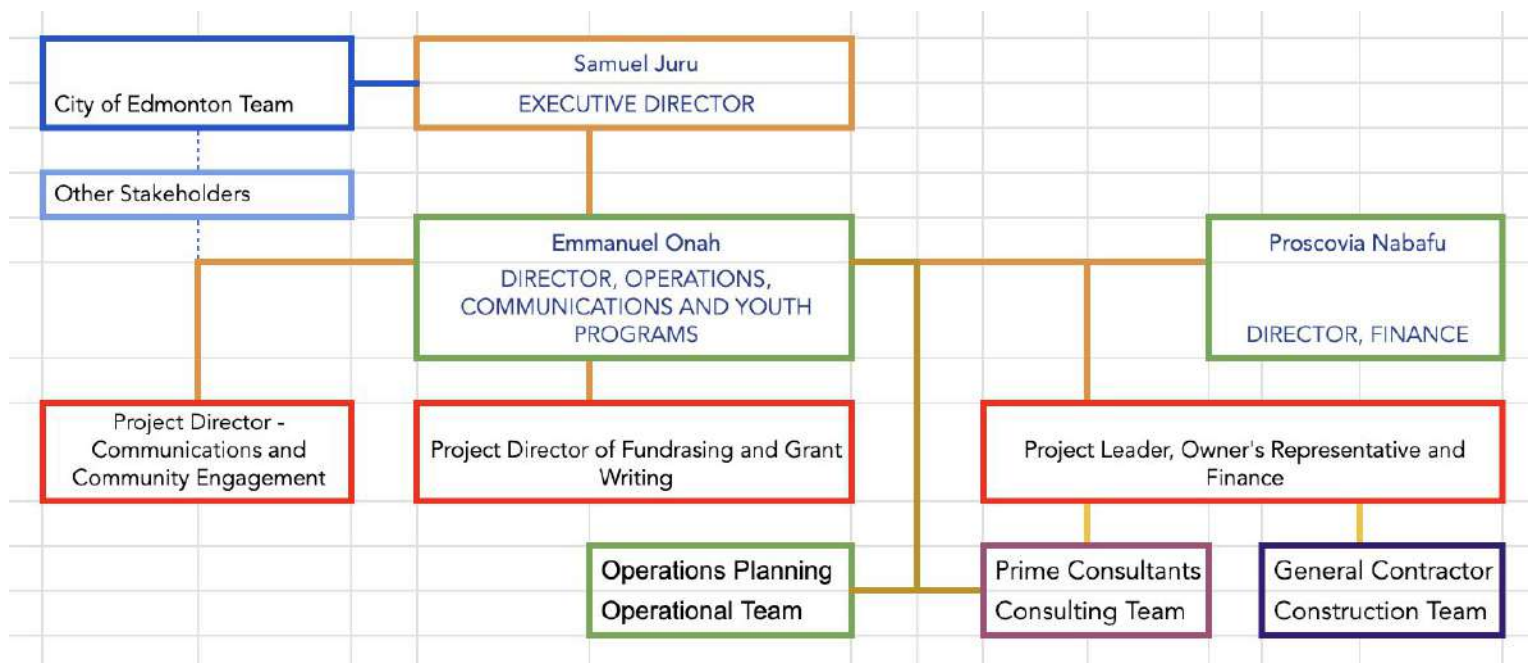 Samuel Juru
City of Edmonton Team
EXECUTIVE DIRECTOR
Other Stakeholders
Emmanuel Onah
DIRECTOR, OPERATIONS,
COMMUNICATIONS AND YOUTH
PROGRAMS
Proscovia Nabafu
DIRECTOR, FINANCE
Project Director -
Communications and
Community Engagement
Project Director of Fundrasing and Grant
Writing
Project Leader, Owner's Representative and
Finance
Operations Planning
Operational Team
Prime Consultants
Consulting Team
General Contractor
Construction Team